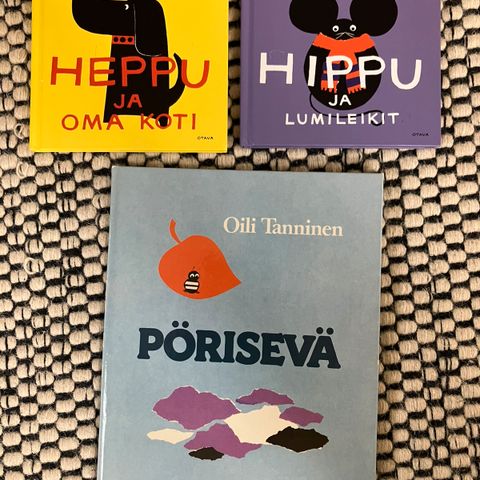 HEPPU
JA
OMA KOTI
OTAVA
HIPPU
JA
LUMILEIKIT
OTAVA
Oili Tanninen
PÖRISEVÄ